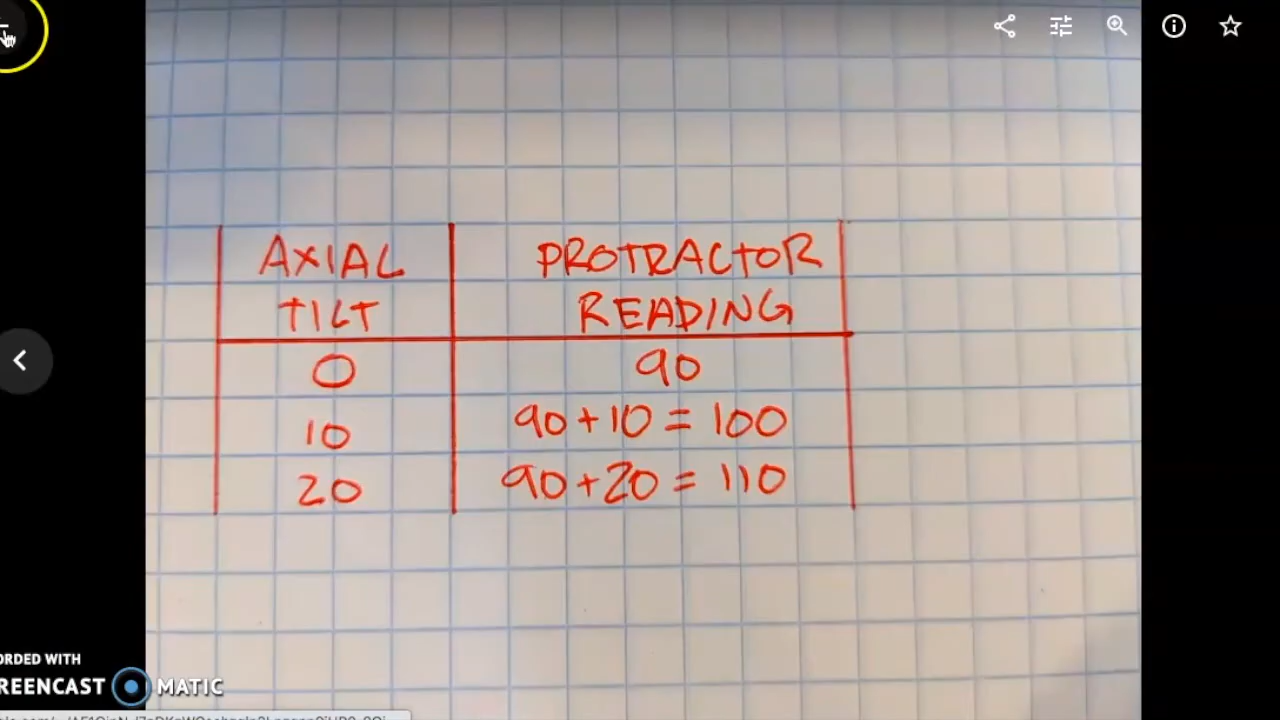 AXIAL
TILT
PROTRACTOR
READING
0
90
10
90+10 = 100
20
90+20 = 110
ORDED WITH
REENCAST MATIC